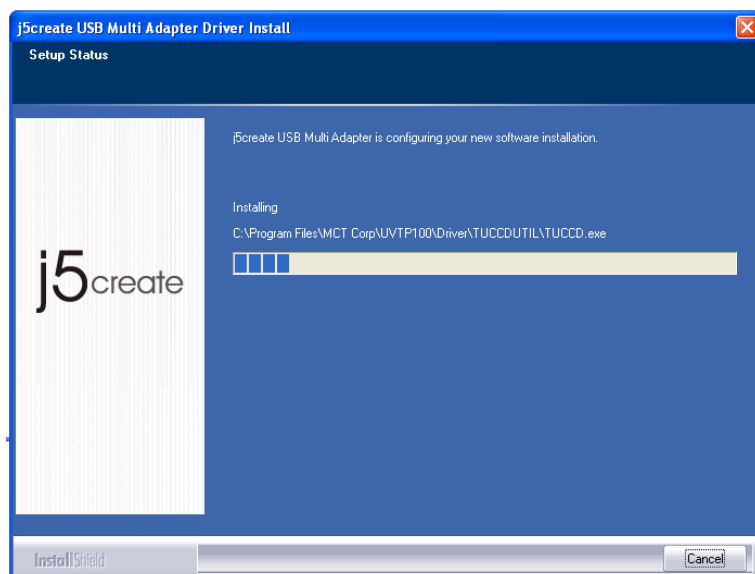 j5create USB Multi Adapter Driver Install
Setup Status
j5create USB Multi Adapter is configuring your new software installation.
Installing
C:\Program Files\MCT Corp\UVTP100\Driver\TUCCDUTIL\TUCCD.exe
j5create
InstallShield
Cancel